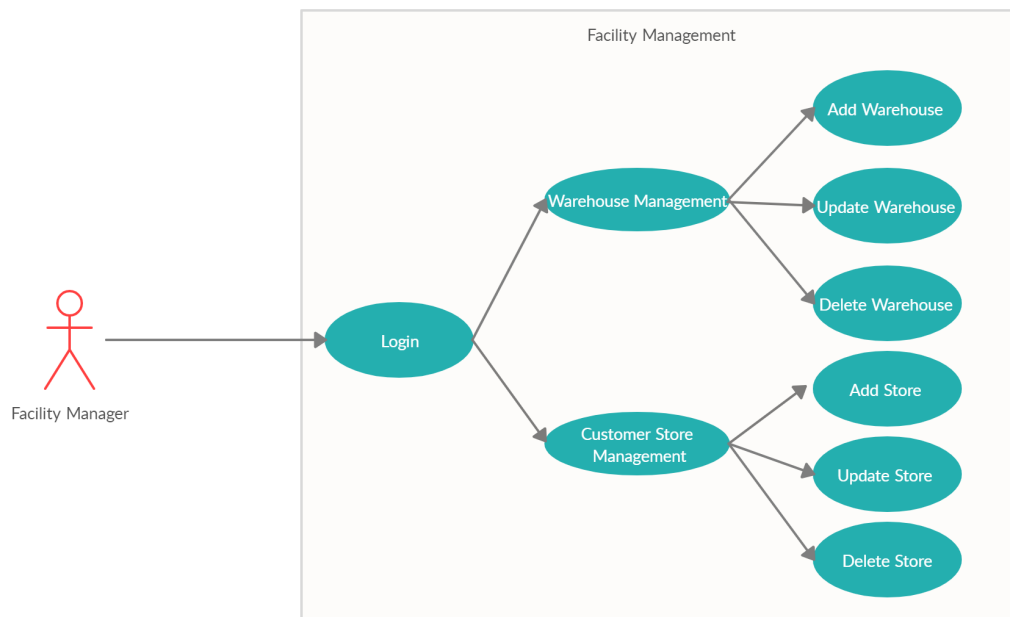 Facility Management
Add Warehouse
Warehouse Management
Update Warehouse
Delete Warehouse
Login
Facility Manager
Add Store
Customer Store
Management
Update Store
Delete Store